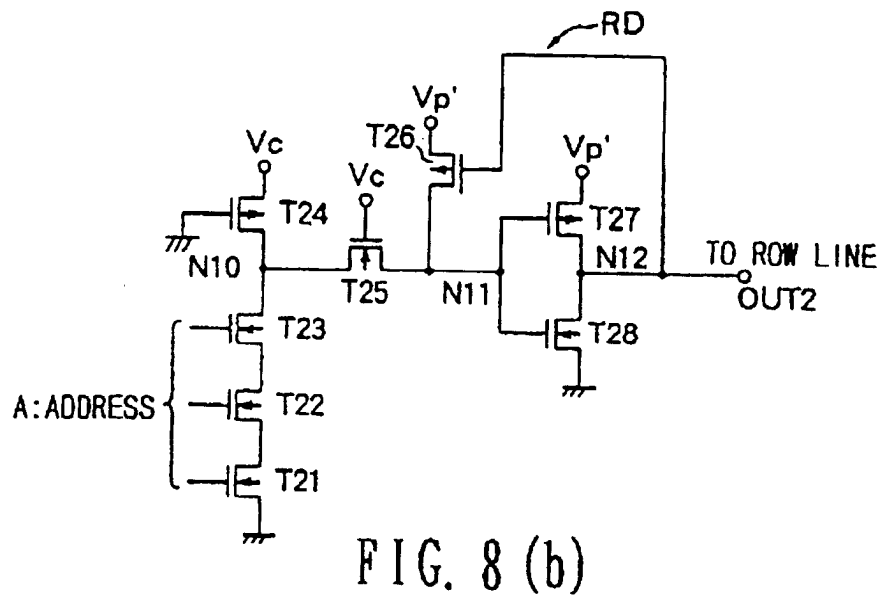 RD
Vp'
T26
Vc
Vc
Vp'
T24
T27
N10
T25
N11
N12
TO ROW LINE
OUT2
T23
T28
A:ADDRESS
T22
T21
FIG. 8 (b)